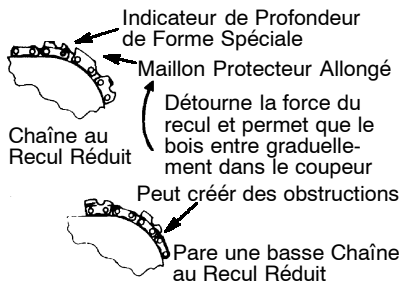 Indicateur de Profondeur
de Forme Spéciale
Maillon Protecteur Allongé
Détourne la force du
recul et permet que le
bois entre graduelle-
ment dans le coupeur
Chaîne au
Recul Réduit
Peut créér des obstructions
Pare une basse Chaîne
au Recul Réduit